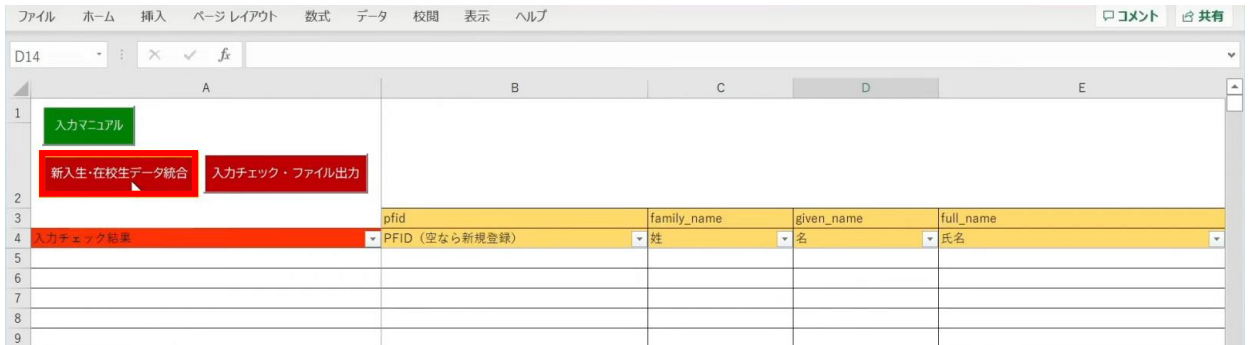 ファイル ホーム 挿入 ページ レイアウト 数式 データ 校閲 表示 ヘルプ コメント 共有
D14 fx
A B C D E
1
入力マニュアル
新入生・在校生データ統合 入力チェック・ファイル出力
2
3 pfid family_name given_name full_name
4 入力チェック結果 PFID（空なら新規登録） 姓 名 氏名
5
6
7
8
9